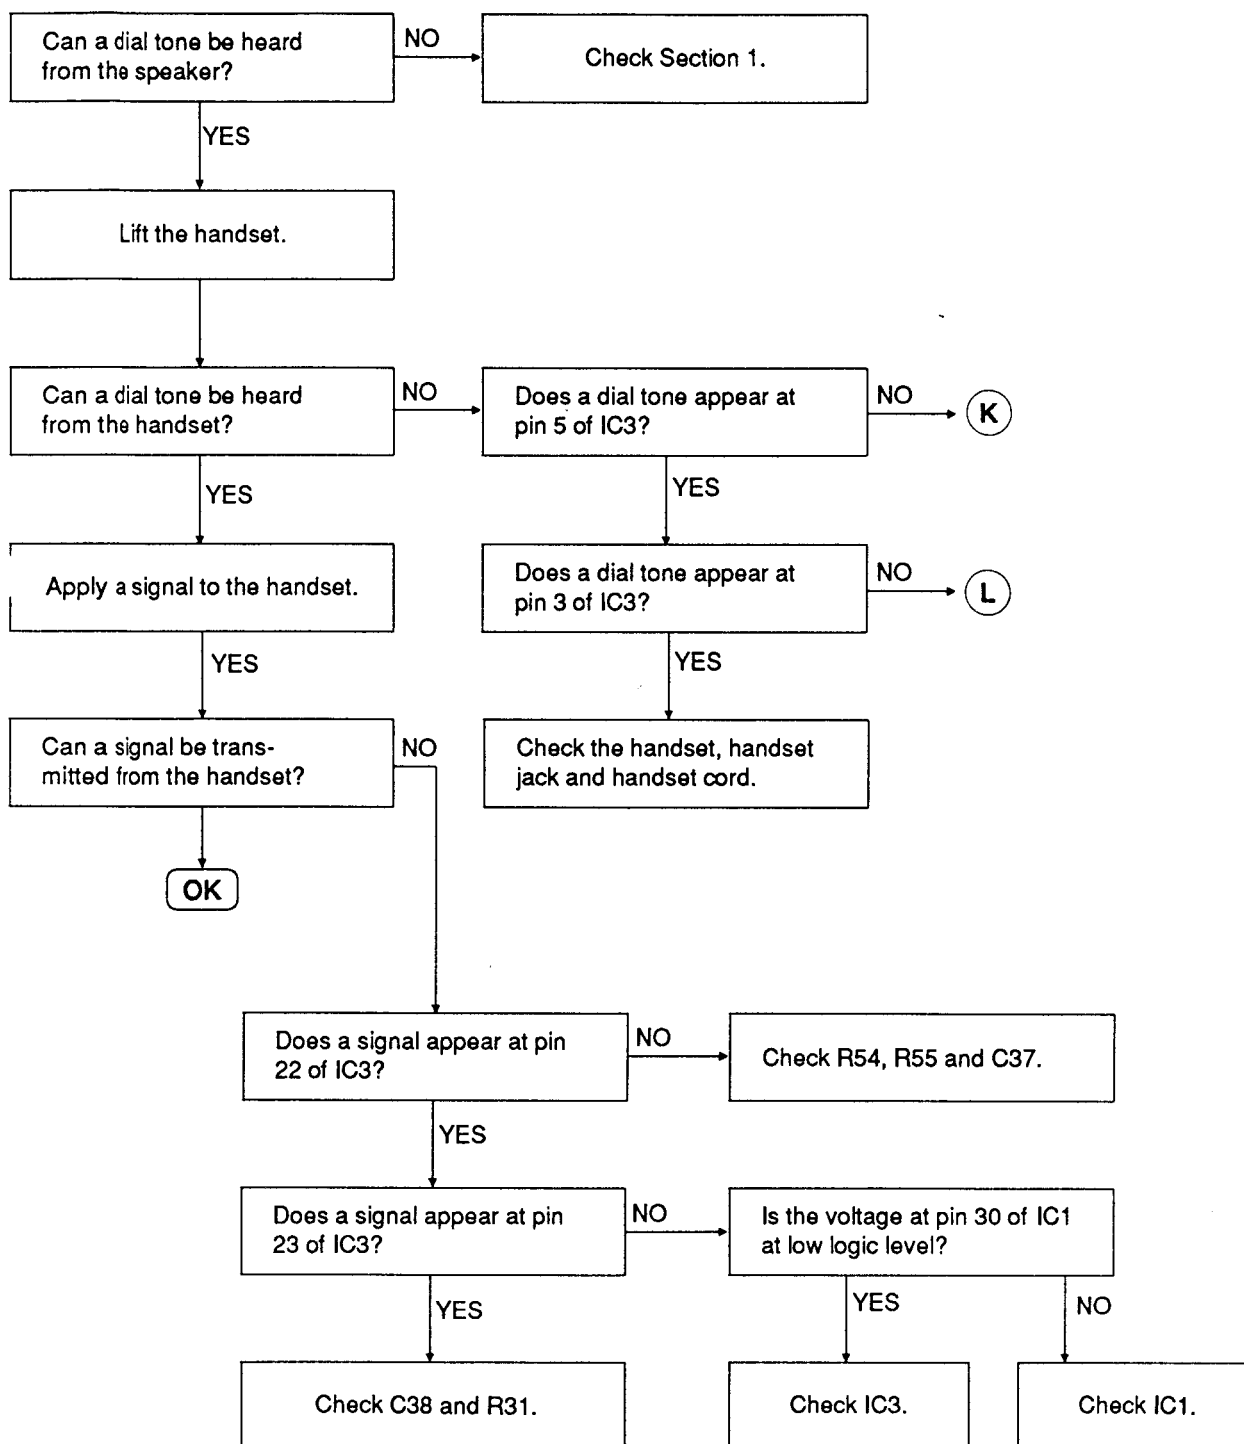 Can a dial tone be heard
from the speaker?
NO
Check Section 1.
YES
Lift the handset.
Can a dial tone be heard
from the handset?
NO
Does a dial tone appear at
pin 5 of IC3?
NO
K
YES
YES
Apply a signal to the handset.
Does a dial tone appear at
pin 3 of IC3?
NO
L
YES
YES
Can a signal be trans-
mitted from the handset?
NO
Check the handset, handset
jack and handset cord.
OK
Does a signal appear at pin
22 of IC3?
NO
Check R54, R55 and C37.
YES
Does a signal appear at pin
23 of IC3?
NO
Is the voltage at pin 30 of IC1
at low logic level?
YES
YES
NO
Check C38 and R31.
Check IC3.
Check IC1.